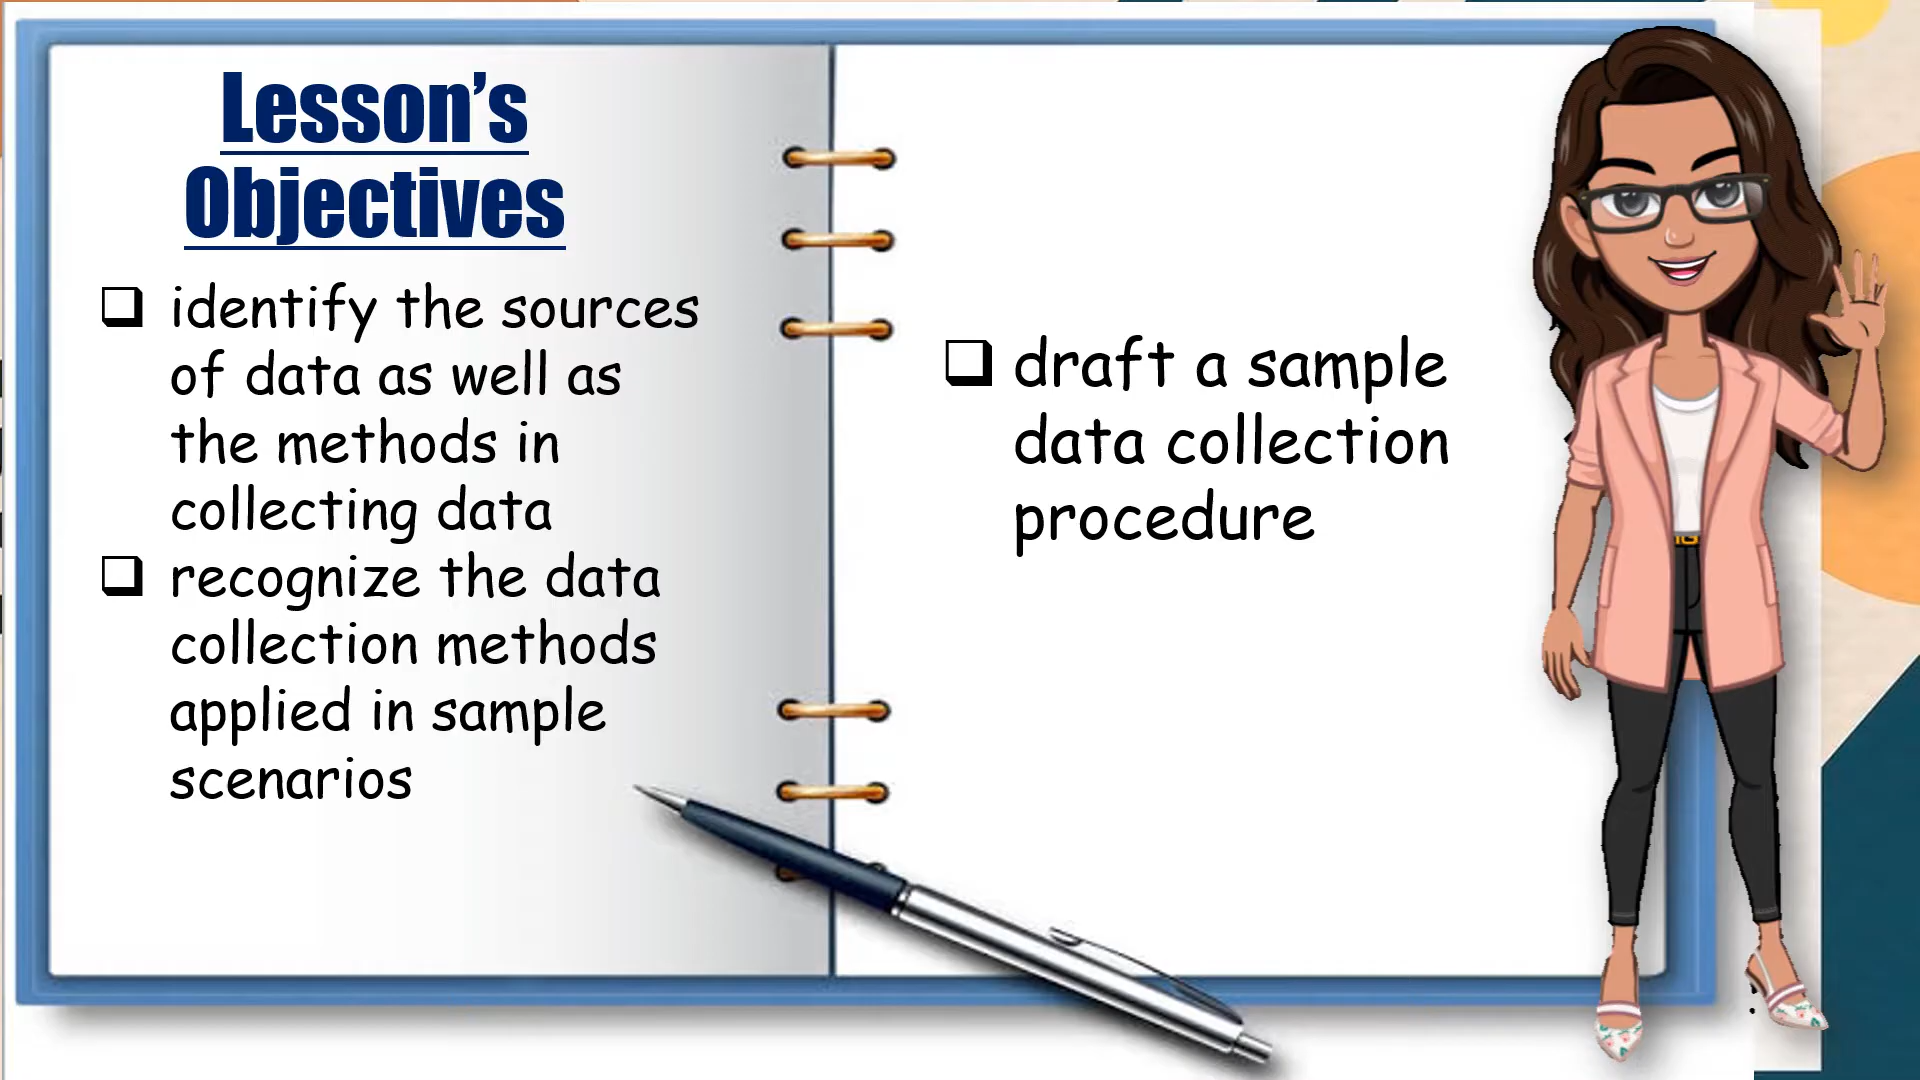 Lesson’s
Objectives
❑ identify the sources
of data as well as
the methods in
collecting data
❑ recognize the data
collection methods
applied in sample
scenarios
❑ draft a sample
data collection
procedure